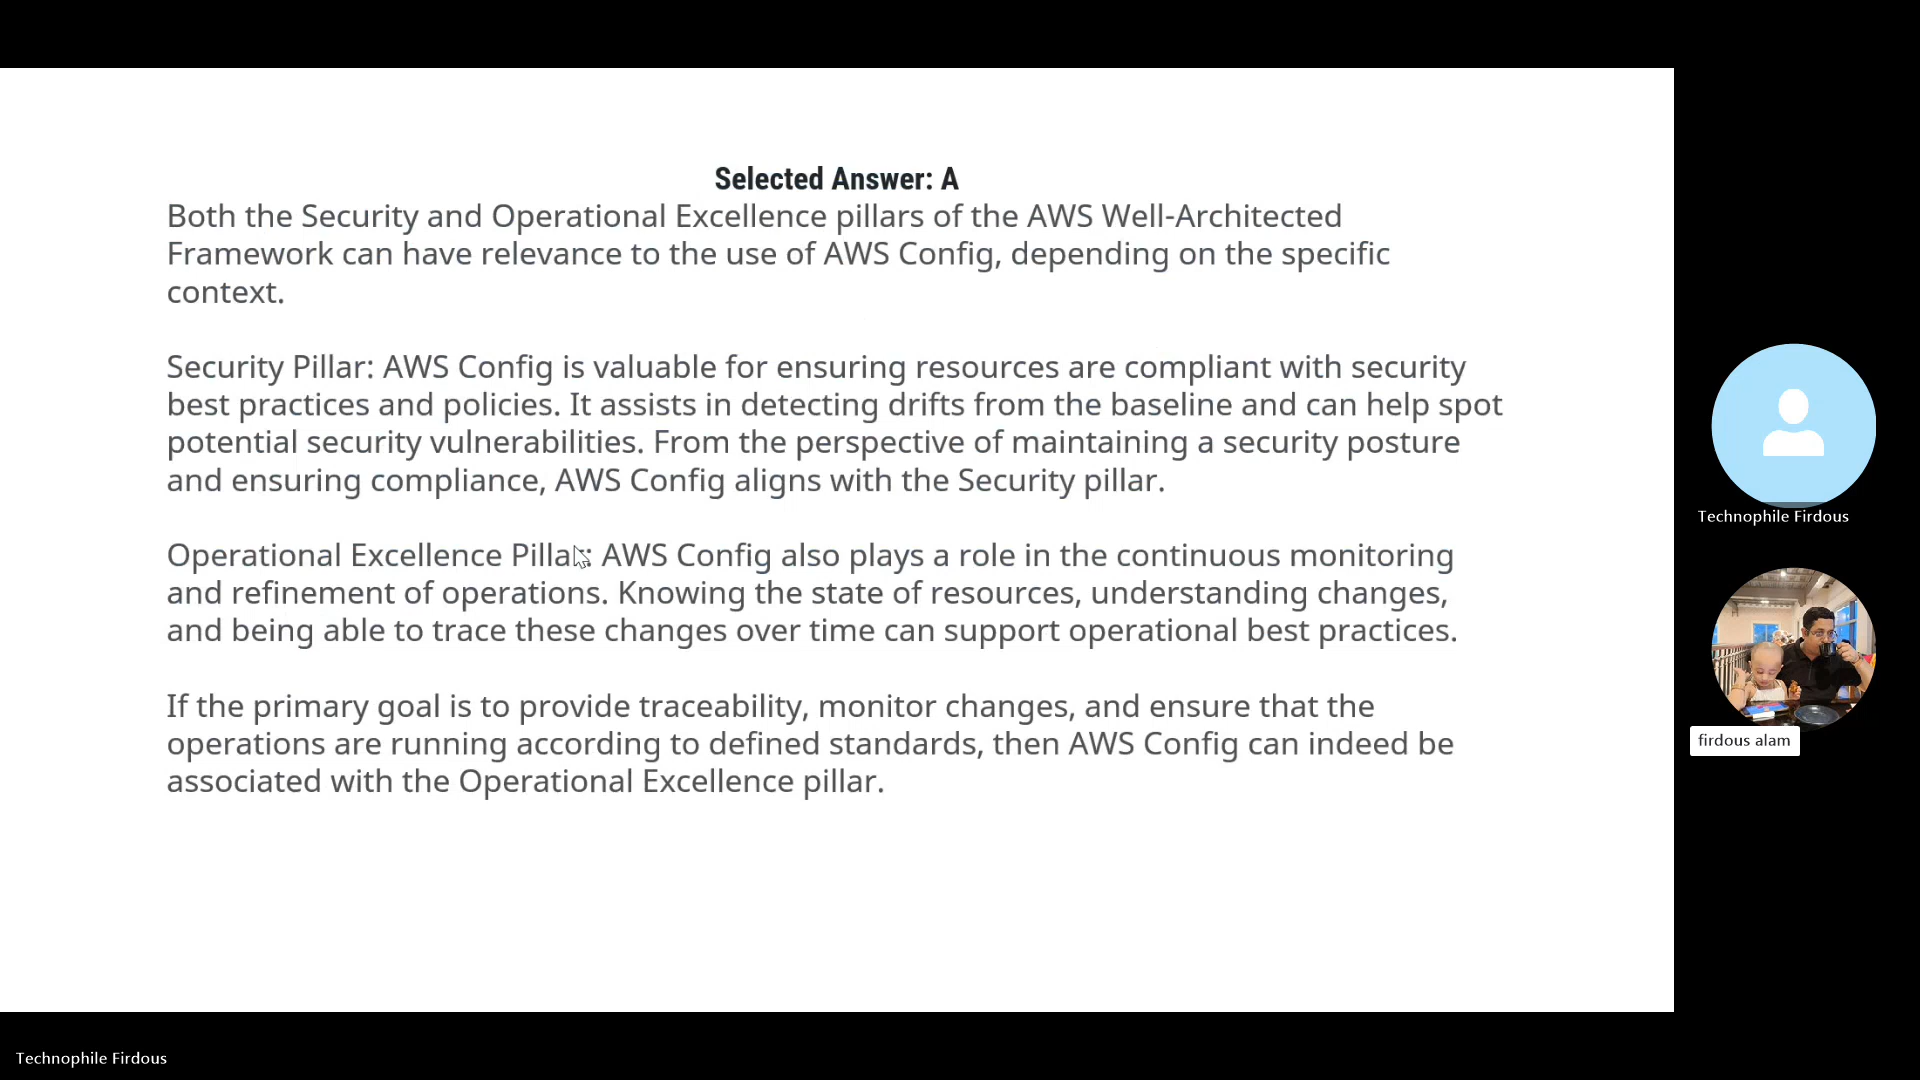 Selected Answer: A
Both the Security and Operational Excellence pillars of the AWS Well-Architected
Framework can have relevance to the use of AWS Config, depending on the specific
context.
Security Pillar: AWS Config is valuable for ensuring resources are compliant with security
best practices and policies. It assists in detecting drifts from the baseline and can help spot
potential security vulnerabilities. From the perspective of maintaining a security posture
and ensuring compliance, AWS Config aligns with the Security pillar.
Operational Excellence Pillar: AWS Config also plays a role in the continuous monitoring
and refinement of operations. Knowing the state of resources, understanding changes,
and being able to trace these changes over time can support operational best practices.
If the primary goal is to provide traceability, monitor changes, and ensure that the
operations are running according to defined standards, then AWS Config can indeed be
associated with the Operational Excellence pillar.
Technophile Firdous
firdous alam
Technophile Firdous